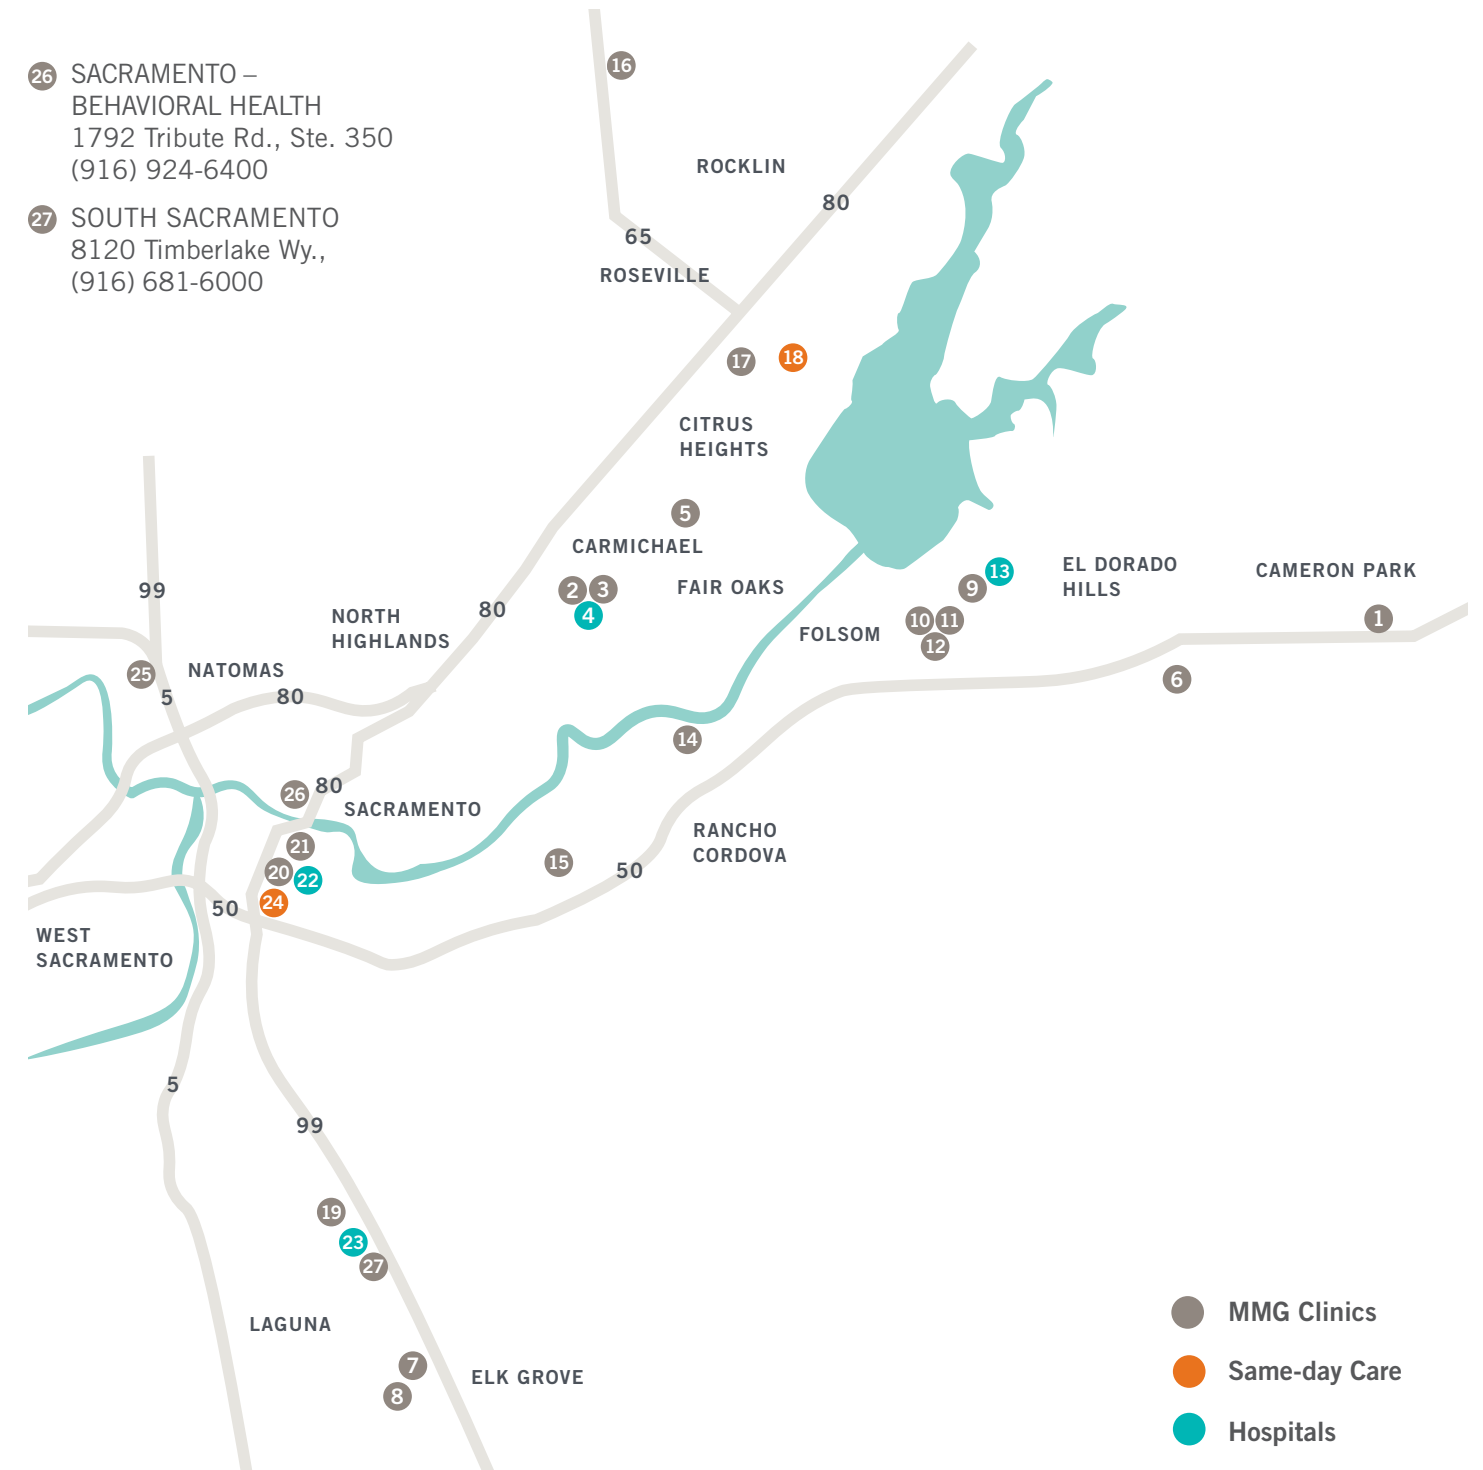 26 SACRAMENTO –
BEHAVIORAL HEALTH
1792 Tribute Rd., Ste. 350
(916) 924-6400
27 SOUTH SACRAMENTO
8120 Timberlake Wy.,
(916) 681-6000
16
ROCKLIN
80
65
ROSEVILLE
17
18
CITRUS
HEIGHTS
5
CARMICHAEL
2
3
4
FAIR OAKS
13
9
EL DORADO
HILLS
CAMERON PARK
99
NORTH
HIGHLANDS
80
10
11
12
FOLSOM
1
25
NATOMAS
5
80
6
14
26
80
SACRAMENTO
RANCHO
CORDOVA
21
20
22
24
15
50
50
WEST
SACRAMENTO
5
99
19
23
27
LAGUNA
7
8
ELK GROVE
MMG Clinics
Same-day Care
Hospitals